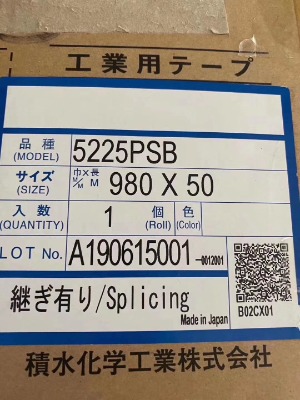 工業用テープ
品種 (MODEL) 5225PSB
サイズ (SIZE) 巾×長 M/M M 980 X 50
入数 (QUANTITY) 1 個 (Roll) 色 (Color)
LOT No. A190615001-0012001
継ぎ有り/Splicing
Made in Japan
B02CX01
積水化学工業株式会社